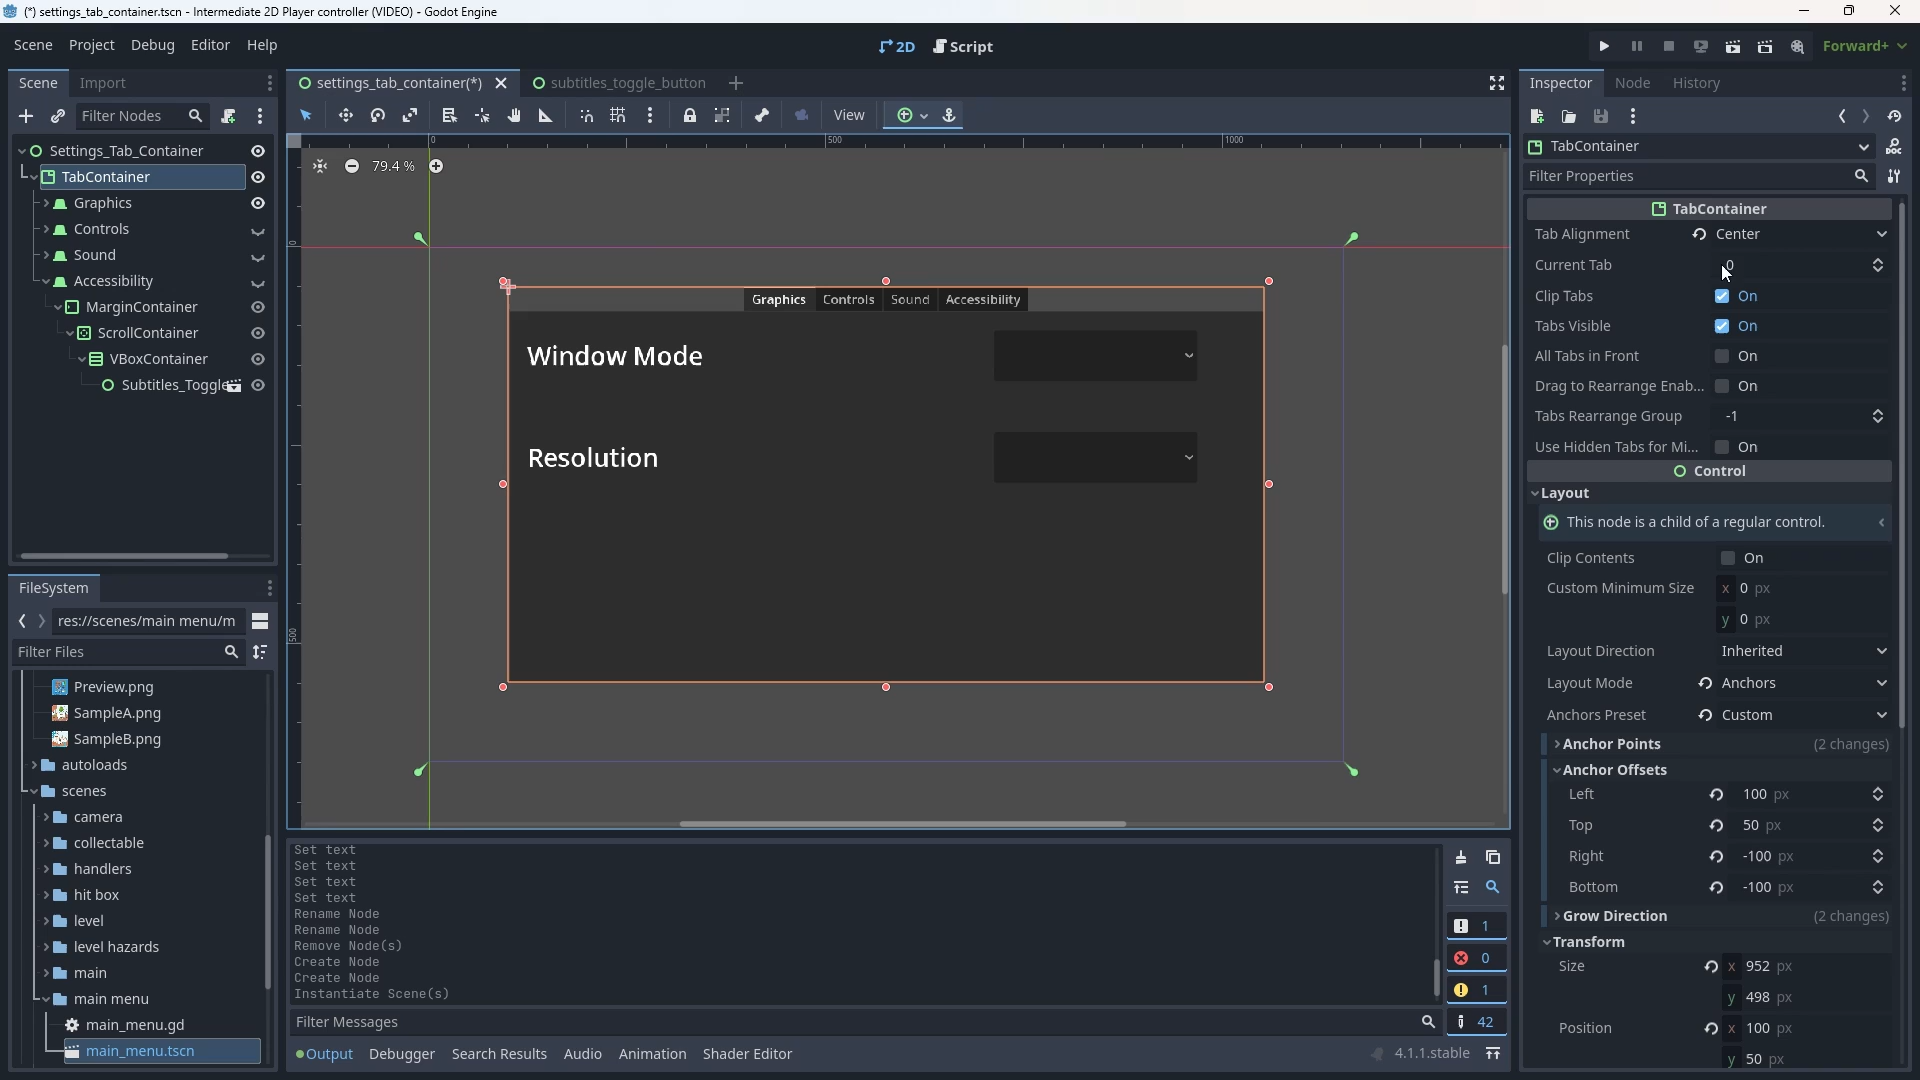 (*) settings_tab_container.tscn - Intermediate 2D Player controller (VIDEO) - Godot Engine
Scene Project Debug Editor Help
2D Script
Forward+
Scene Import
Filter Nodes
Settings_Tab_Container
TabContainer
Graphics
Controls
Sound
Accessibility
MarginContainer
ScrollContainer
VBoxContainer
Subtitles_Toggle
FileSystem
res://scenes/main menu/m
Filter Files
Preview.png
SampleA.png
SampleB.png
autoloads
scenes
camera
collectable
handlers
hit box
level
level hazards
main
main menu
main_menu.gd
main_menu.tscn
settings_tab_container(*) subtitles_toggle_button
View
0 500 1000
79.4 %
0
500
Graphics Controls Sound Accessibility
Window Mode
Resolution
Set text
Set text
Set text
Set text
Rename Node
Rename Node
Remove Node(s)
Create Node
Create Node
Instantiate Scene(s)
Filter Messages
1
0
1
42
Output Debugger Search Results Audio Animation Shader Editor 4.1.1.stable
Inspector Node History
TabContainer
Filter Properties
TabContainer
Tab Alignment Center
Current Tab 0
Clip Tabs On
Tabs Visible On
All Tabs in Front On
Drag to Rearrange Enab... On
Tabs Rearrange Group -1
Use Hidden Tabs for Mi... On
Control
Layout
This node is a child of a regular control.
Clip Contents On
Custom Minimum Size x 0 px
y 0 px
Layout Direction Inherited
Layout Mode Anchors
Anchors Preset Custom
Anchor Points (2 changes)
Anchor Offsets
Left 100 px
Top 50 px
Right -100 px
Bottom -100 px
Grow Direction (2 changes)
Transform
Size x 952 px
y 498 px
Position x 100 px
y 50 px